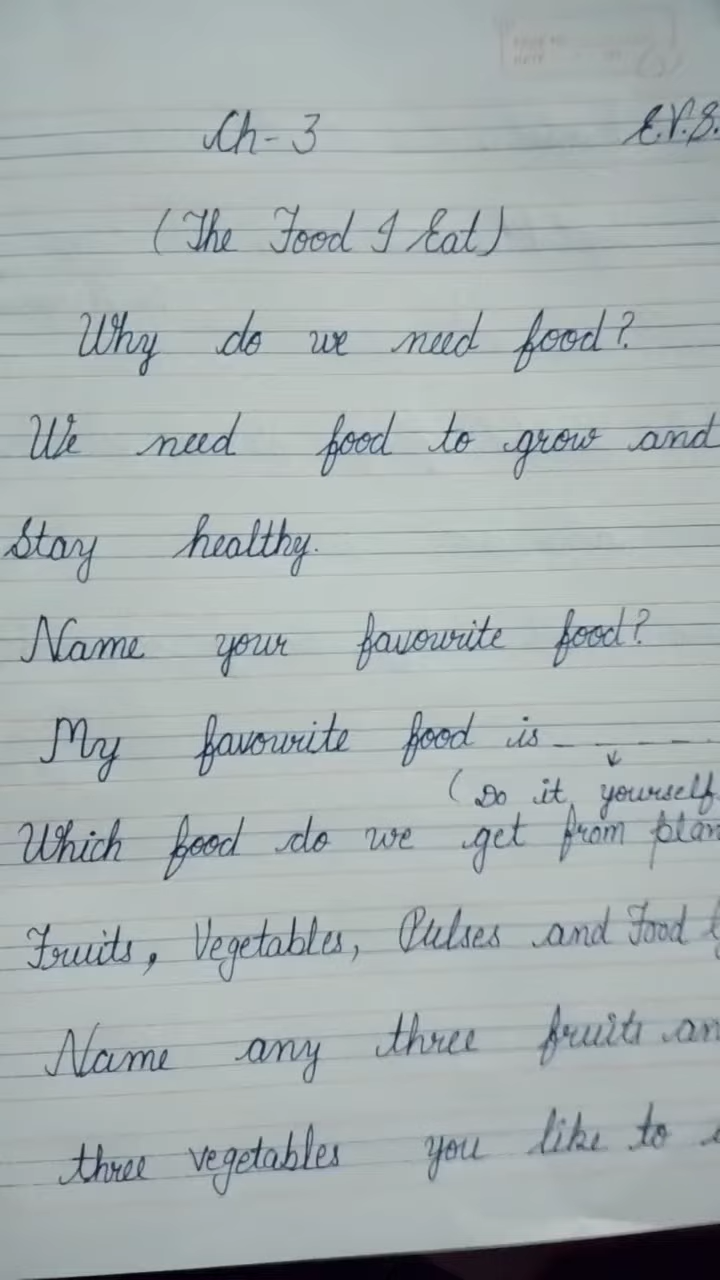 Ch-3 E.V.S.
(The Food I Eat)
Why do we need food?
We need food to grow and
Stay healthy.
Name your favourite food?
My favourite food is _ _ _ _
(Do it yourself
Which food do we get from
Fruits, Vegetables, Pulses and Food
Name any three fruits
three vegetables you like to